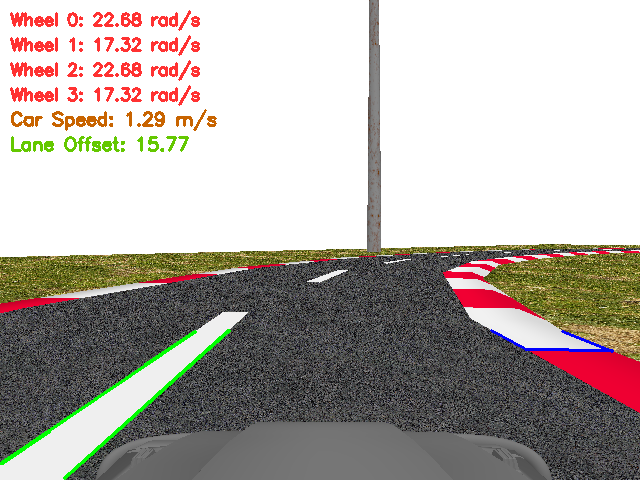 Wheel 0: 22.68 rad/s
Wheel 1: 17.32 rad/s
Wheel 2: 22.68 rad/s
Wheel 3: 17.32 rad/s
Car Speed: 1.29 m/s
Lane Offset: 15.77